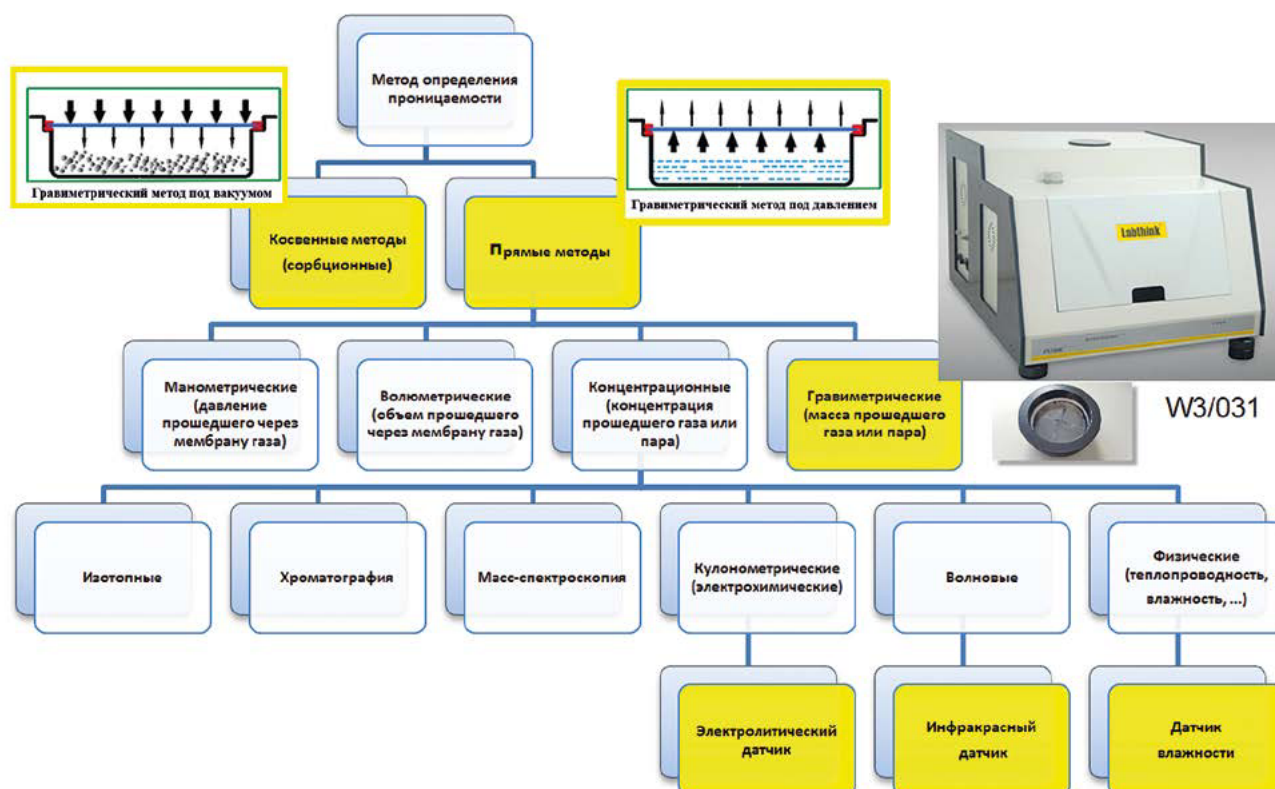 Метод определения
проницаемости
Гравиметрический метод под вакуумом
Гравиметрический метод под давлением
Косвенные методы
(сорбционные)
Прямые методы
Labthink
W3/031
Манометрические
(давление
прошедшего через
мембрану газа)
Волюметрические
(объем прошедшего
через мембрану газа)
Концентрационные
(концентрация
прошедшего газа или
пара)
Гравиметрические
(масса прошедшего
газа или пара)
Изотопные
Хроматография
Масс-спектроскопия
Кулонометрические
(электрохимические)
Волновые
Физические
(теплопроводность,
влажность, ...)
Электролитический
датчик
Инфракрасный
датчик
Датчик
влажности